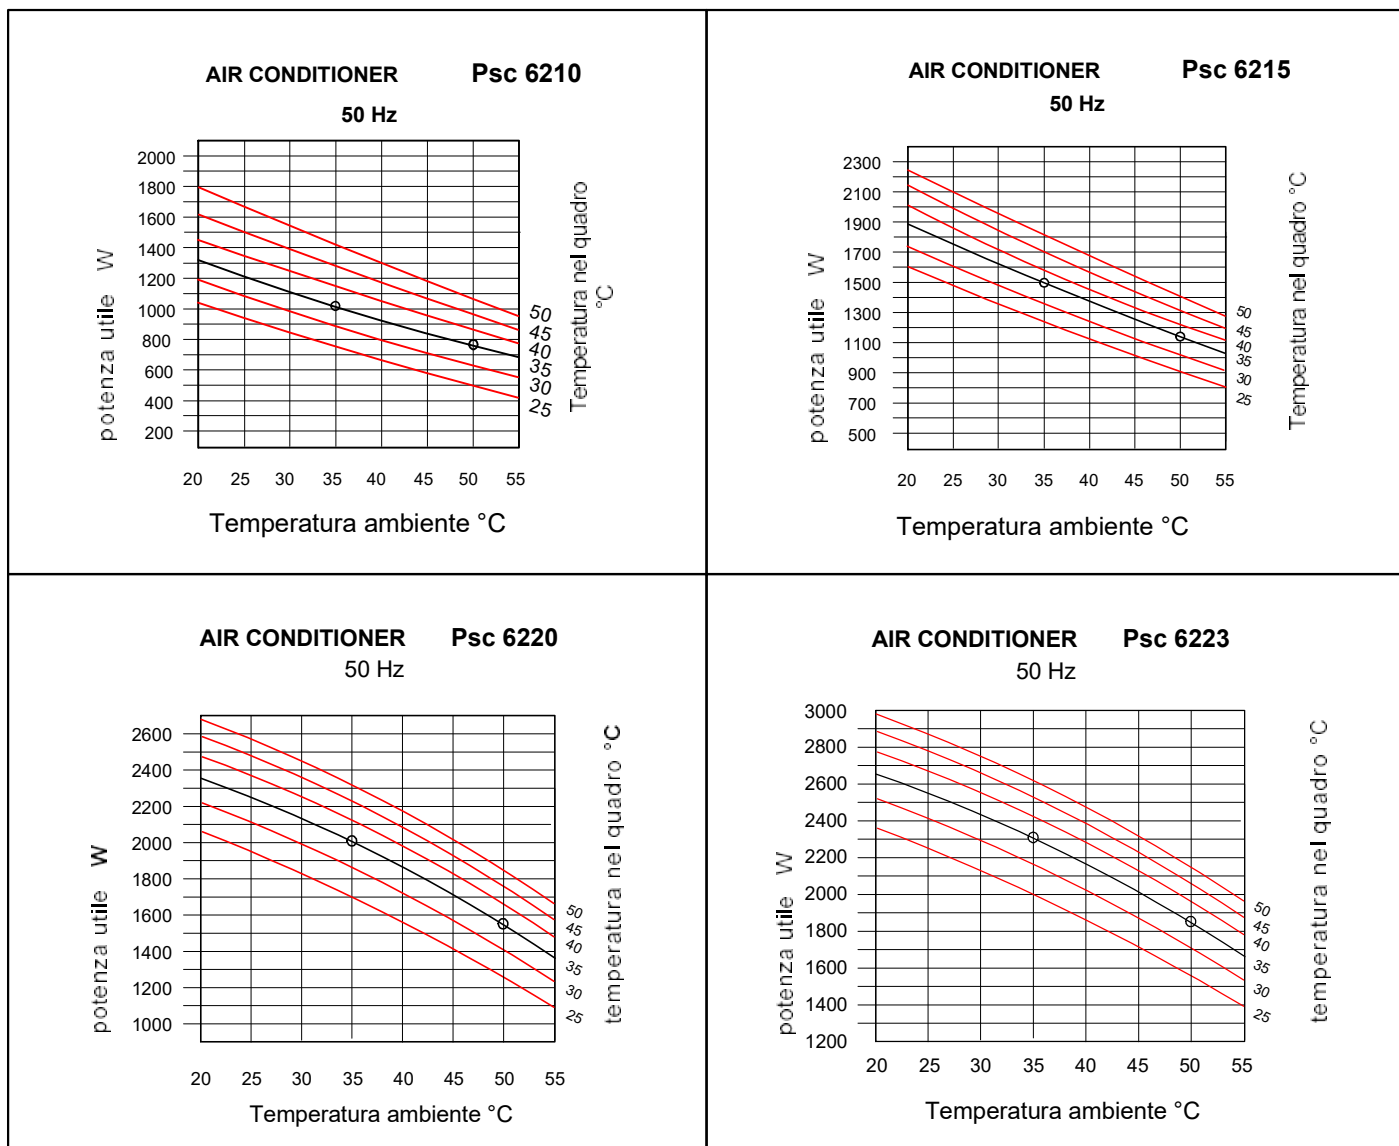 AIR CONDITIONER Psc 6210
50 Hz
2000
1800
1600
1400
1200
1000
800
600
400
200
potenza utile W
50
45
40
35
30
25
Temperatura nel quadro
°C
20 25 30 35 40 45 50 55
Temperatura ambiente °C
AIR CONDITIONER Psc 6215
50 Hz
2300
2100
1900
1700
1500
1300
1100
900
700
500
potenza utile W
50
45
40
35
30
25
Temperatura nel quadro °C
20 25 30 35 40 45 50 55
Temperatura ambiente °C
AIR CONDITIONER Psc 6220
50 Hz
2600
2400
2200
2000
1800
1600
1400
1200
1000
potenza utile W
50
45
40
35
30
25
temperatura nel quadro °C
20 25 30 35 40 45 50 55
Temperatura ambiente °C
AIR CONDITIONER Psc 6223
50 Hz
3000
2800
2600
2400
2200
2000
1800
1600
1400
1200
potenza utile W
50
45
40
35
30
25
temperatura nel quadro °C
20 25 30 35 40 45 50 55
Temperatura ambiente °C